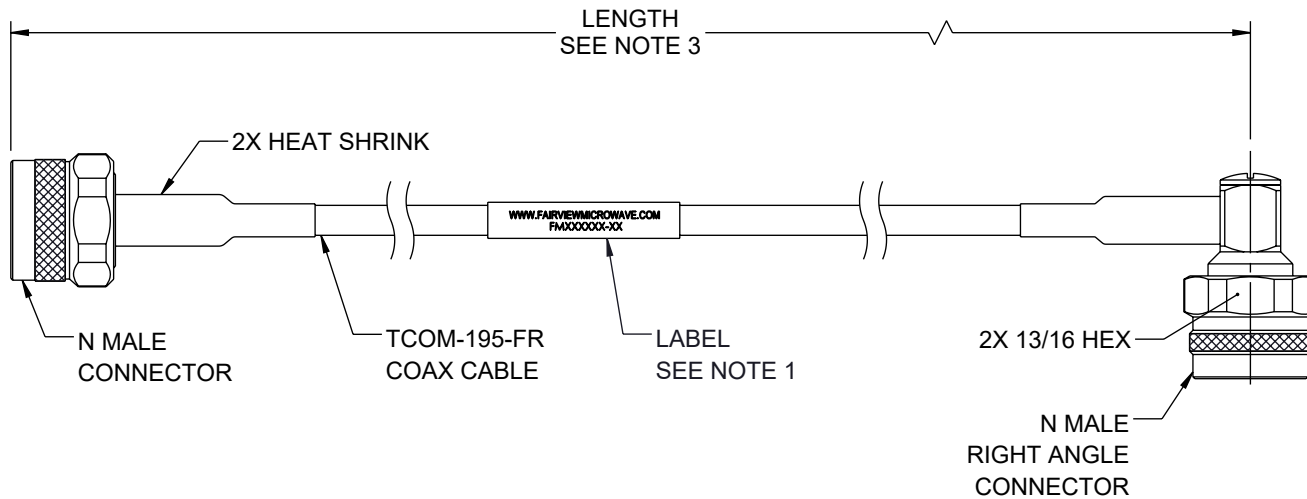 LENGTH
SEE NOTE 3
2X HEAT SHRINK
WWW.FAIRVIEWMICROWAVE.COM
FMXXXXXX-XX
N MALE
CONNECTOR
TCOM-195-FR
COAX CABLE
LABEL
SEE NOTE 1
2X 13/16 HEX
N MALE
RIGHT ANGLE
CONNECTOR